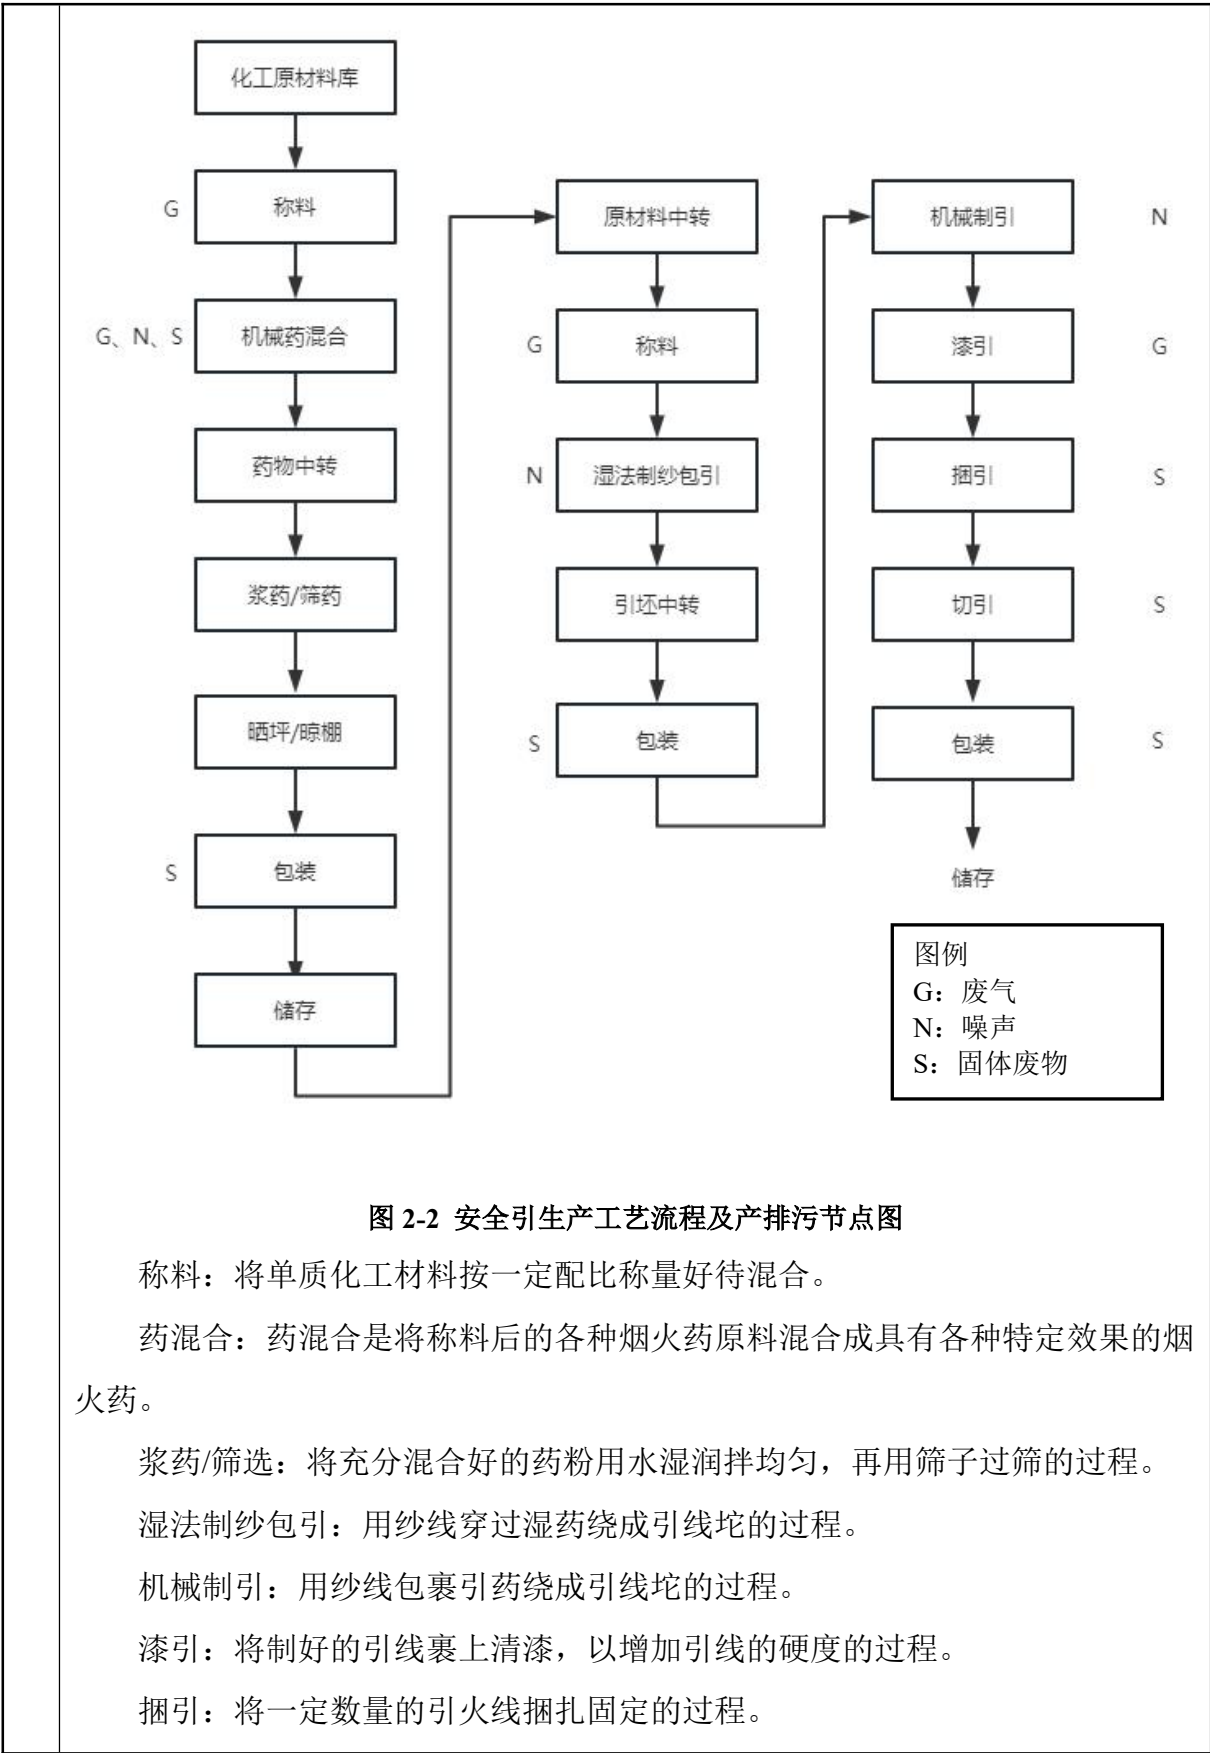 化工原材料库
G
称料
G、N、S
机械药混合
药物中转
浆药/筛药
晒坪/晾棚
S
包装
储存
原材料中转
G
称料
N
湿法制纱包引
引坯中转
S
包装
机械制引
N
漆引
G
捆引
S
切引
S
包装
S
储存
图例
G：废气
N：噪声
S：固体废物
图 2-2 安全引生产工艺流程及产排污节点图
称料：将单质化工材料按一定配比称量好待混合。
药混合：药混合是将称料后的各种烟火药原料混合成具有各种特定效果的烟
火药。
浆药/筛选：将充分混合好的药粉用水湿润拌均匀，再用筛子过筛的过程。
湿法制纱包引：用纱线穿过湿药绕成引线坨的过程。
机械制引：用纱线包裹引药绕成引线坨的过程。
漆引：将制好的引线裹上清漆，以增加引线的硬度的过程。
捆引：将一定数量的引火线捆扎固定的过程。